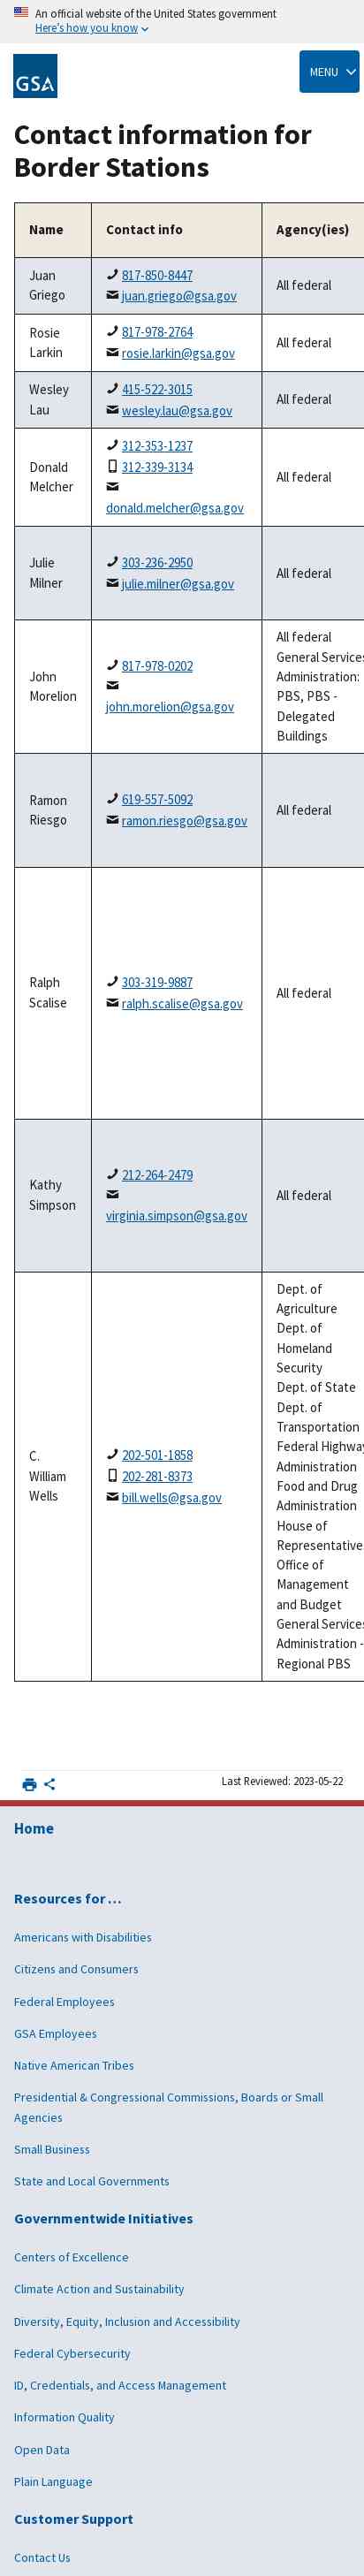 An official website of the United States government
Here's how you know
GSA
MENU
Contact information for
Border Stations
Name
Contact info
Agency(ies)
Juan
Griego
817-850-8447
juan.griego@gsa.gov
All federal
Rosie
Larkin
817-978-2764
rosie.larkin@gsa.gov
All federal
Wesley
Lau
415-522-3015
wesley.lau@gsa.gov
All federal
Donald
Melcher
312-353-1237
312-339-3134
donald.melcher@gsa.gov
All federal
Julie
Milner
303-236-2950
julie.milner@gsa.gov
All federal
John
Morelion
817-978-0202
john.morelion@gsa.gov
All federal
General Services
Administration:
PBS, PBS -
Delegated
Buildings
Ramon
Riesgo
619-557-5092
ramon.riesgo@gsa.gov
All federal
Ralph
Scalise
303-319-9887
ralph.scalise@gsa.gov
All federal
Kathy
Simpson
212-264-2479
virginia.simpson@gsa.gov
All federal
C.
William
Wells
202-501-1858
202-281-8373
bill.wells@gsa.gov
Dept. of
Agriculture
Dept. of
Homeland
Security
Dept. of State
Dept. of
Transportation
Federal Highway
Administration
Food and Drug
Administration
House of
Representative
Office of
Management
and Budget
General Services
Administration -
Regional PBS
Last Reviewed: 2023-05-22
Home
Resources for …
Americans with Disabilities
Citizens and Consumers
Federal Employees
GSA Employees
Native American Tribes
Presidential & Congressional Commissions, Boards or Small
Agencies
Small Business
State and Local Governments
Governmentwide Initiatives
Centers of Excellence
Climate Action and Sustainability
Diversity, Equity, Inclusion and Accessibility
Federal Cybersecurity
ID, Credentials, and Access Management
Information Quality
Open Data
Plain Language
Customer Support
Contact Us